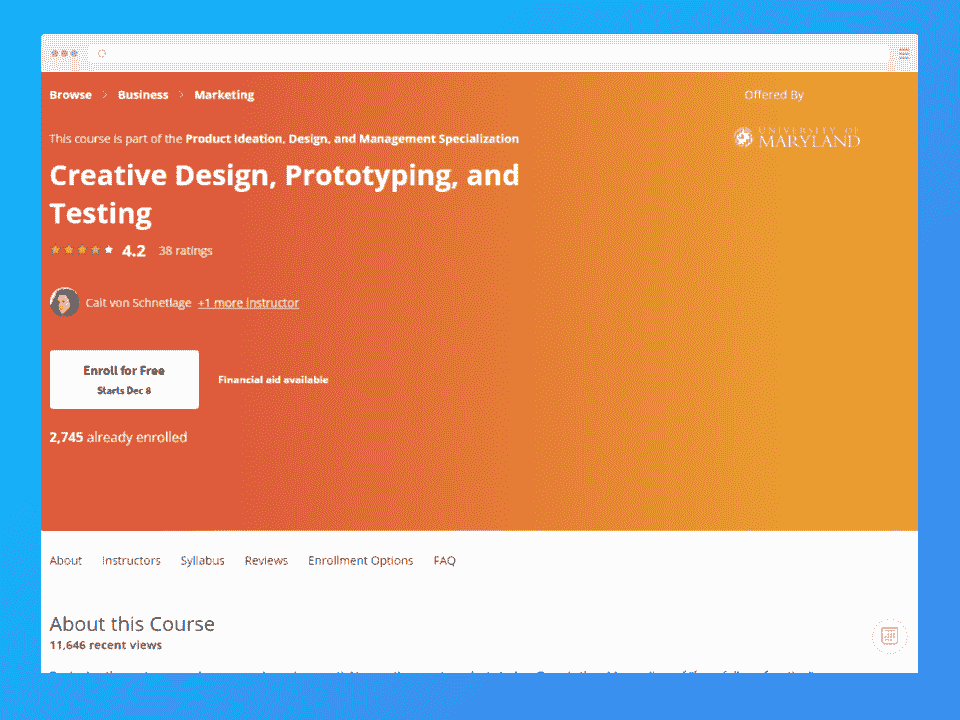 Browse > Business > Marketing
Offered By
This course is part of the Product Ideation, Design, and Management Specialization
UNIVERSITY OF
MARYLAND
Creative Design, Prototyping, and
Testing
4.2 38 ratings
Cait von Schnetlage +1 more instructor
Enroll for Free
Starts Dec 8
Financial aid available
2,745 already enrolled
About Instructors Syllabus Reviews Enrollment Options FAQ
About this Course
11,646 recent views